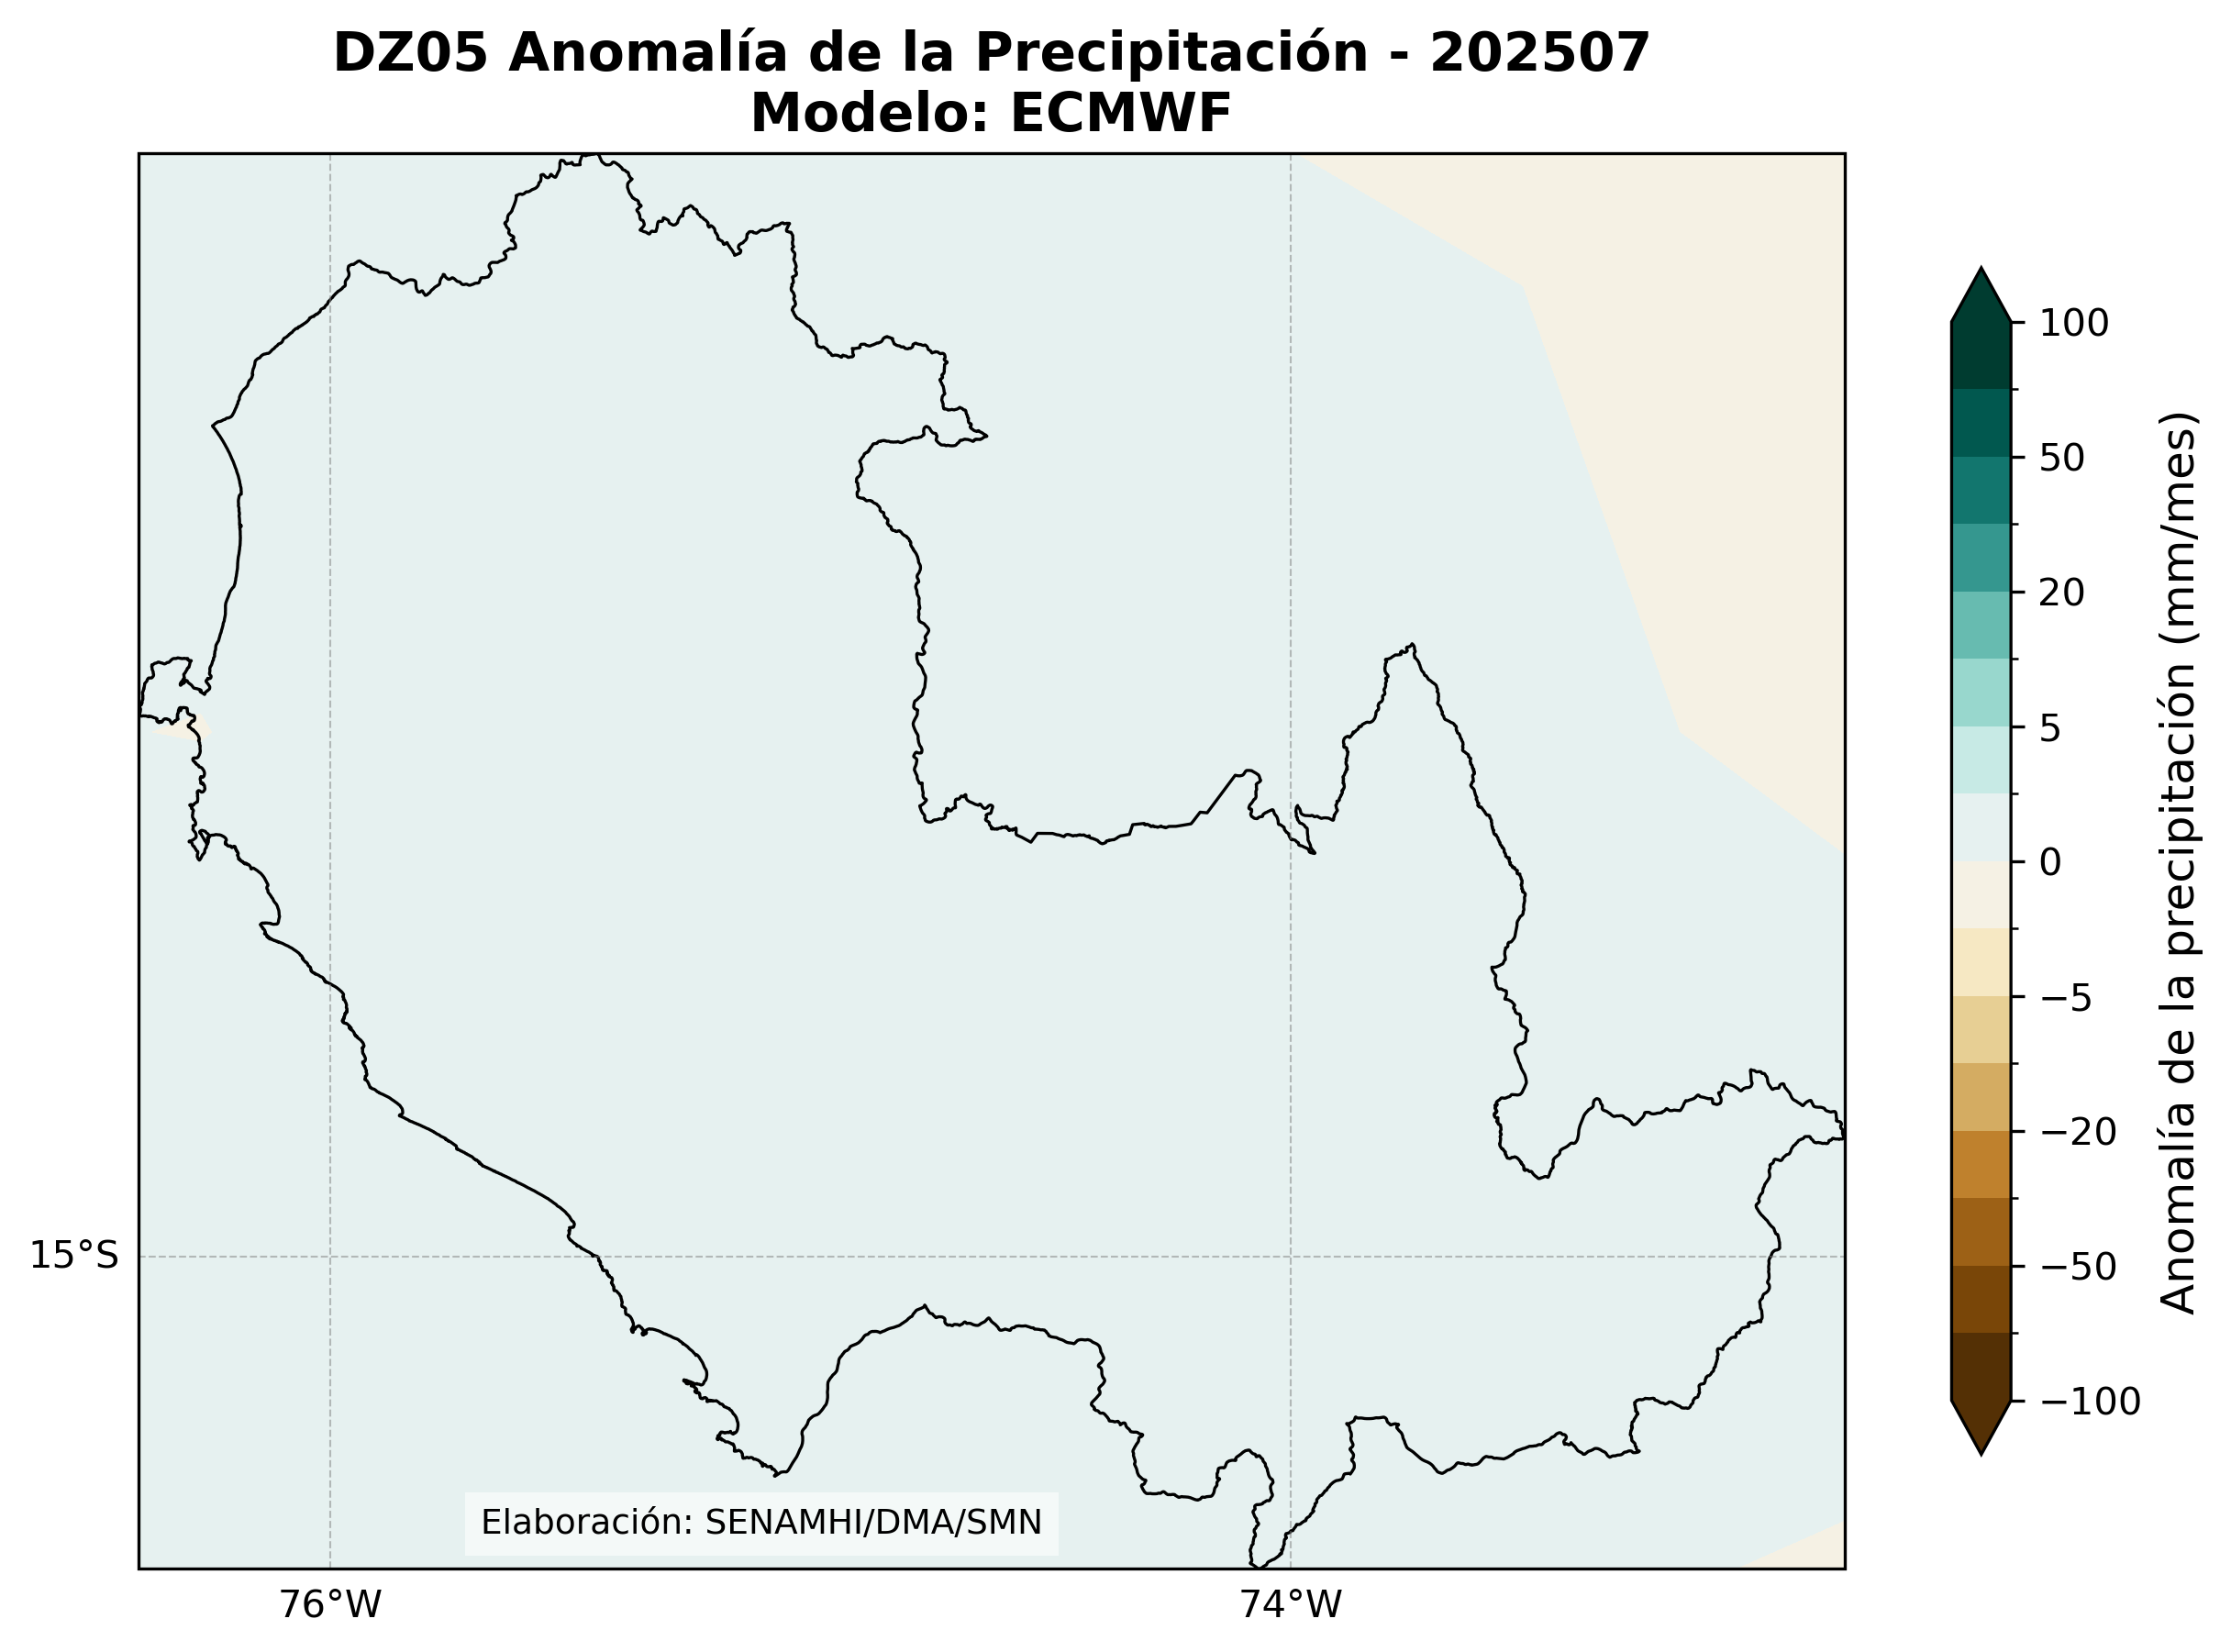 DZ05 Anomalía de la Precipitación - 202507
Modelo: ECMWF
100
50
20
5
0
−5
−20
−50
−100
Anomalía de la precipitación (mm/mes)
15°S
Elaboración: SENAMHI/DMA/SMN
76°W
74°W